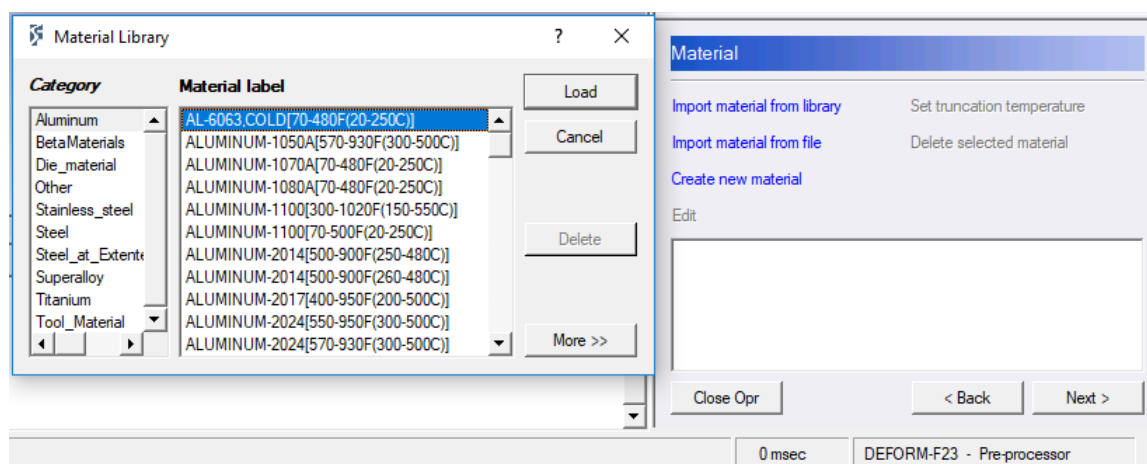 Material Library
?
Category
Material label
Aluminum
BetaMaterials
Die_material
Other
Stainless_steel
Steel
Steel_at_Extente
Superalloy
Titanium
Tool_Material
AL-6063,COLD[70-480F(20-250C)]
ALUMINUM-1050A[570-930F(300-500C)]
ALUMINUM-1070A[70-480F(20-250C)]
ALUMINUM-1080A[70-480F(20-250C)]
ALUMINUM-1100[300-1020F(150-550C)]
ALUMINUM-1100[70-500F(20-250C)]
ALUMINUM-2014[500-900F(250-480C)]
ALUMINUM-2014[500-900F(260-480C)]
ALUMINUM-2017[400-950F(200-500C)]
ALUMINUM-2024[550-950F(300-500C)]
ALUMINUM-2024[570-930F(300-500C)]
Load
Cancel
Delete
More >>
Material
Import material from library
Set truncation temperature
Import material from file
Delete selected material
Create new material
Edit
Close Opr
< Back
Next >
0 msec
DEFORM-F23 - Pre-processor